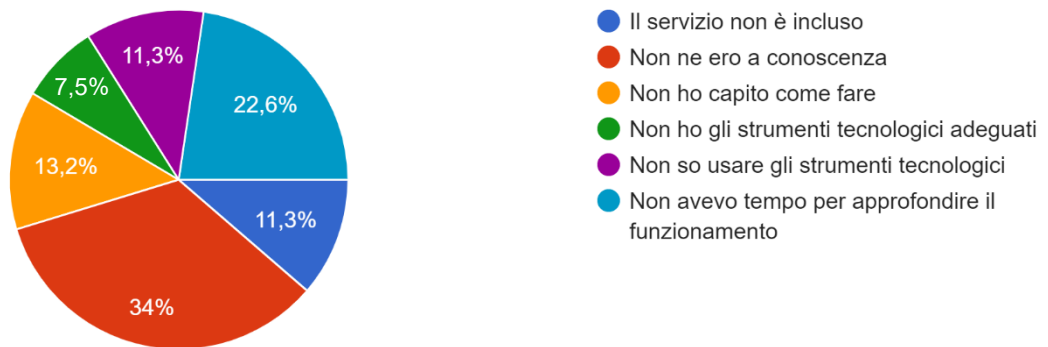 11,3%
7,5%
22,6%
13,2%
11,3%
34%
Il servizio non è incluso
Non ne ero a conoscenza
Non ho capito come fare
Non ho gli strumenti tecnologici adeguati
Non so usare gli strumenti tecnologici
Non avevo tempo per approfondire il
funzionamento